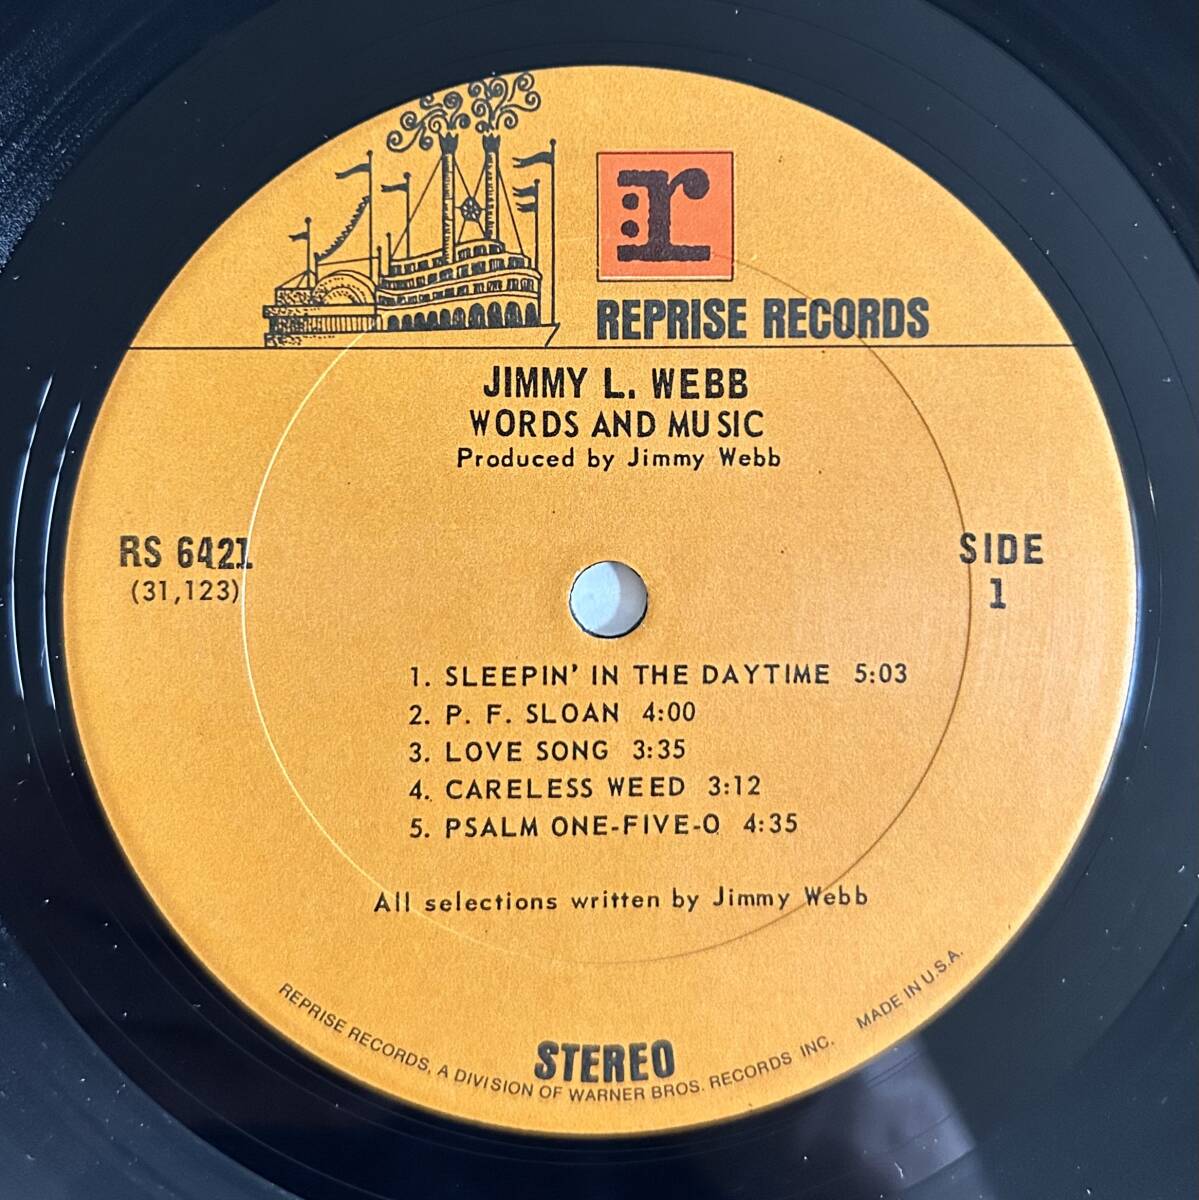 r
REPRISE RECORDS
JIMMY L. WEBB
WORDS AND MUSIC
Produced by Jimmy Webb
RS 6421
(31,123)
SIDE
1
1. SLEEPIN' IN THE DAYTIME 5:03
2. P. F. SLOAN 4:00
3. LOVE SONG 3:35
4. CARELESS WEED 3:12
5. PSALM ONE-FIVE-O 4:35
All selections written by Jimmy Webb
STEREO
REPRISE RECORDS, A DIVISION OF WARNER BROS. RECORDS INC. MADE IN U.S.A.